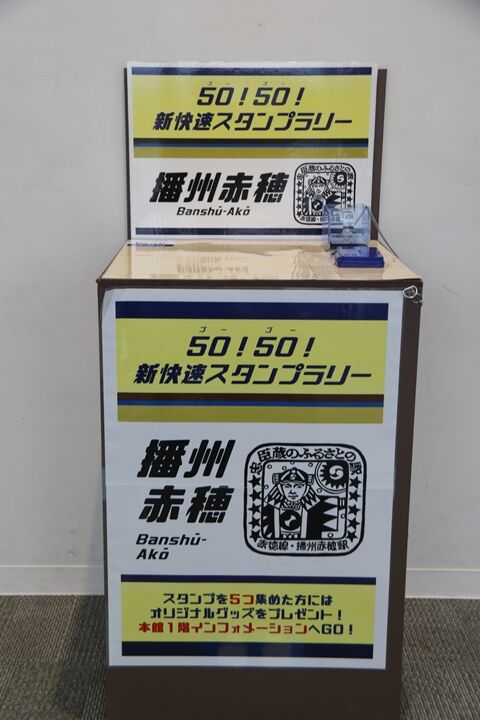 ゴー ゴー
50!50!
新快速スタンプラリー
播州赤穂
Banshū-Akō
忠臣蔵のふるさとの駅
赤穂線・播州赤穂駅
ゴー ゴー
50!50!
新快速スタンプラリー
播州
赤穂
Banshū-
Akō
忠臣蔵のふるさとの駅
赤穂線・播州赤穂駅
スタンプを5つ集めた方には
オリジナルグッズをプレゼント!
本館1階インフォメーションへGO!